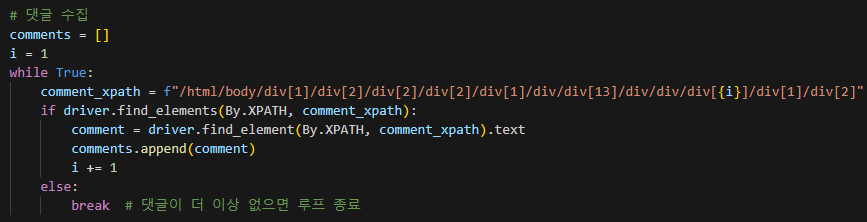 # 댓글 수집
comments = []
i = 1
while True:
    comment_xpath = f"/html/body/div[1]/div[2]/div[2]/div[2]/div[1]/div/div[13]/div/div/div[{i}]/div[1]/div[2]"
    if driver.find_elements(By.XPATH, comment_xpath):
        comment = driver.find_element(By.XPATH, comment_xpath).text
        comments.append(comment)
        i += 1
    else:
        break  # 댓글이 더 이상 없으면 루프 종료